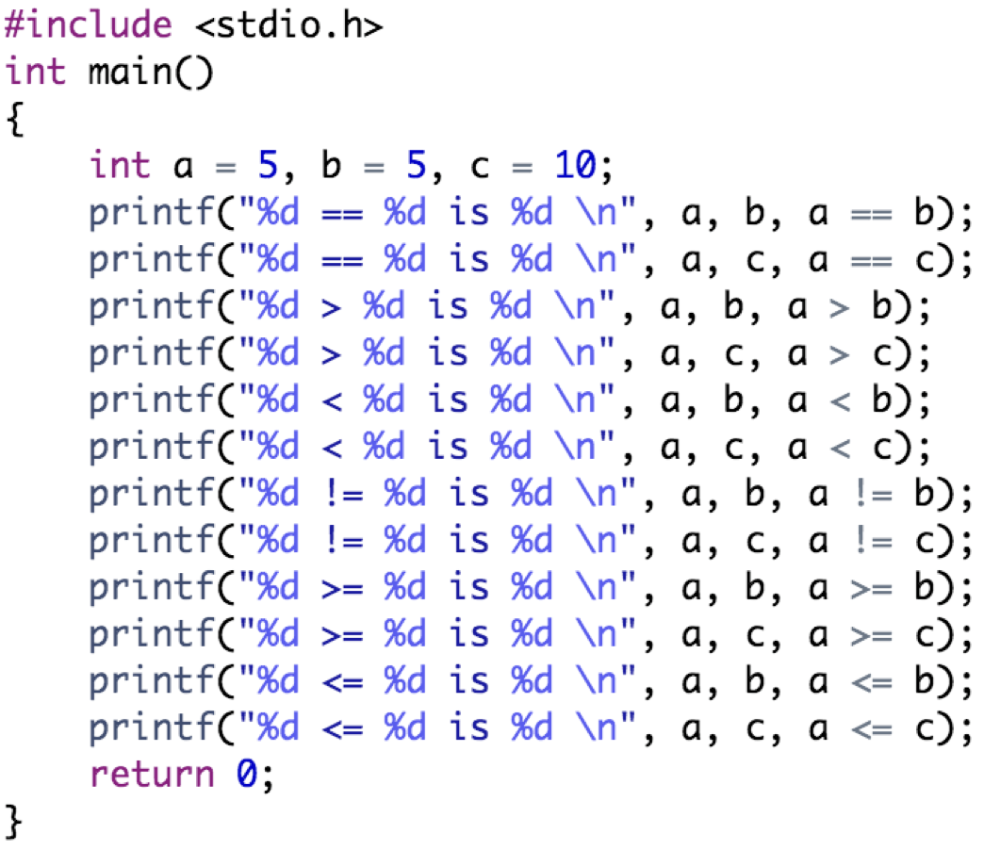 #include <stdio.h>
int main()
{
    int a = 5, b = 5, c = 10;
    printf("%d == %d is %d \n", a, b, a == b);
    printf("%d == %d is %d \n", a, c, a == c);
    printf("%d > %d is %d \n", a, b, a > b);
    printf("%d > %d is %d \n", a, c, a > c);
    printf("%d < %d is %d \n", a, b, a < b);
    printf("%d < %d is %d \n", a, c, a < c);
    printf("%d != %d is %d \n", a, b, a != b);
    printf("%d != %d is %d \n", a, c, a != c);
    printf("%d >= %d is %d \n", a, b, a >= b);
    printf("%d >= %d is %d \n", a, c, a >= c);
    printf("%d <= %d is %d \n", a, b, a <= b);
    printf("%d <= %d is %d \n", a, c, a <= c);
    return 0;
}